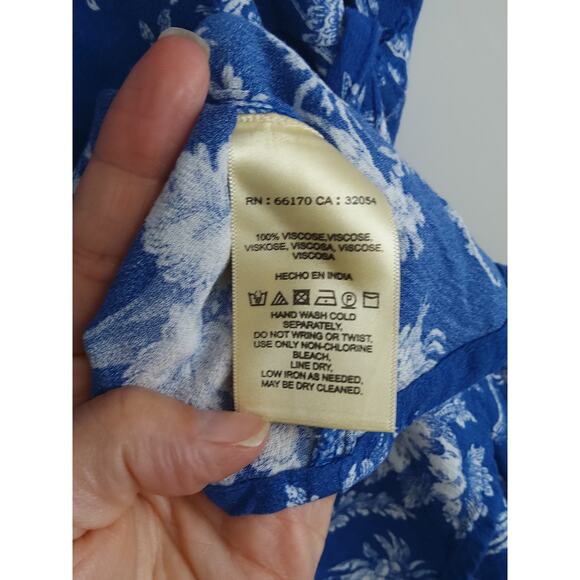 RN : 66170 CA : 32054
100% VISCOSE,VISCOSE,
VISKOSE, VISCOSA, VISCOSE,
VISCOSA
HECHO EN INDIA
HAND WASH COLD
SEPARATELY,
DO NOT WRING OR TWIST,
USE ONLY NON-CHLORINE
BLEACH,
LINE DRY,
LOW IRON AS NEEDED,
MAY BE DRY CLEANED.